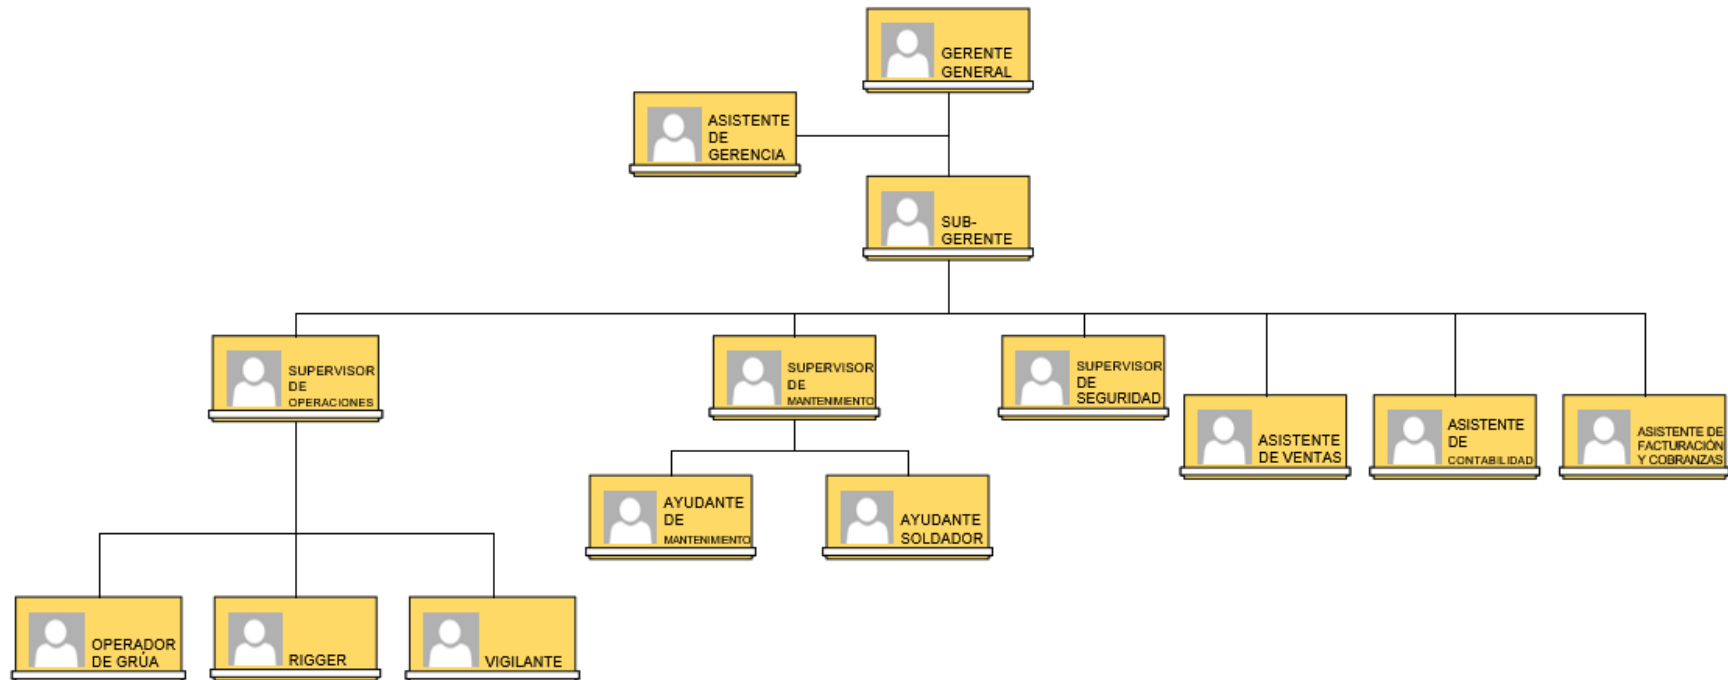 GERENTE
GENERAL
ASISTENTE
DE
GERENCIA
SUB-
GERENTE
SUPERVISOR
DE
OPERACIONES
SUPERVISOR
DE
MANTENIMIENTO
SUPERVISOR
DE
SEGURIDAD
ASISTENTE
DE VENTAS
ASISTENTE
DE
CONTABILIDAD
ASISTENTE DE
FACTURACIÓN
Y COBRANZAS
AYUDANTE
DE
MANTENIMIENTO
AYUDANTE
SOLDADOR
OPERADOR
DE GRÚA
RIGGER
VIGILANTE